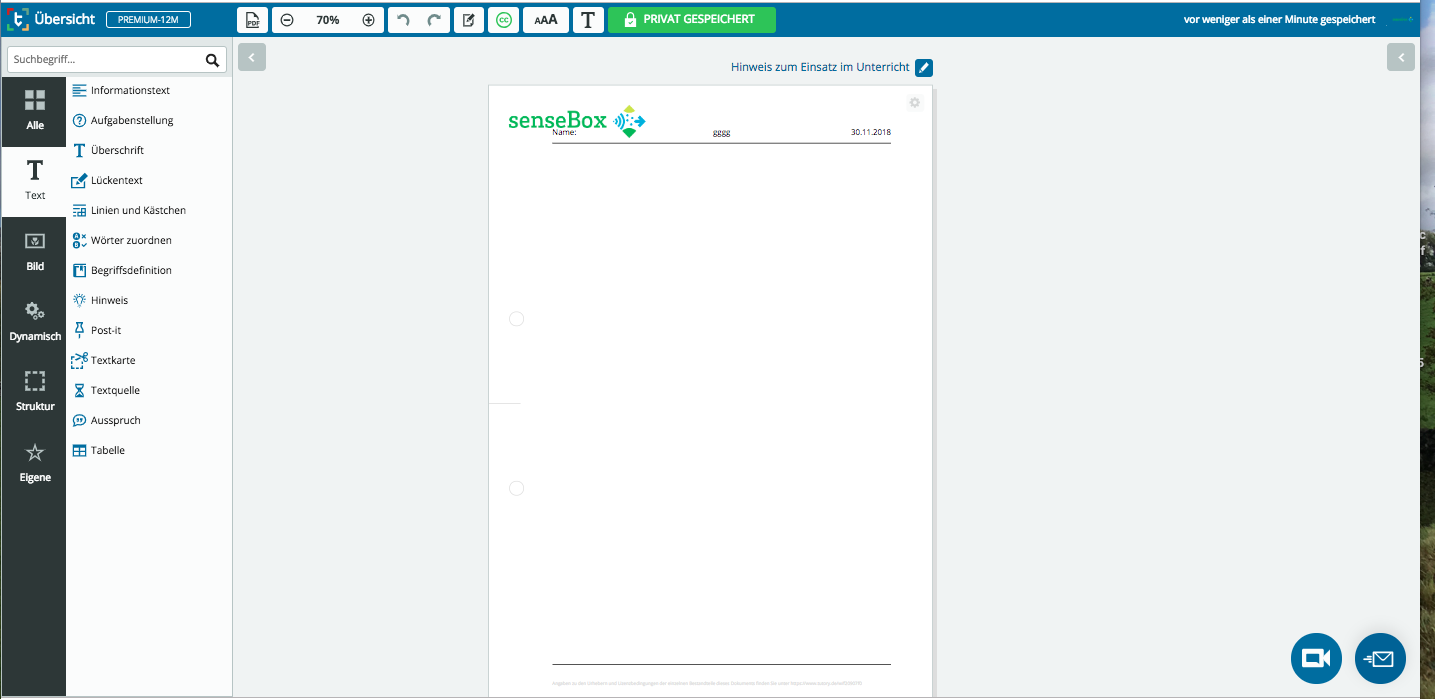 Übersicht
PREMIUM-12M
PDF
70%
CC
AAA
T
PRIVAT GESPEICHERT
vor weniger als einer Minute gespeichert
Suchbegriff...
Alle
Text
Bild
Dynamisch
Struktur
Eigene
Informationstext
Aufgabenstellung
Überschrift
Lückentext
Linien und Kästchen
Wörter zuordnen
Begriffsdefinition
Hinweis
Post-it
Textkarte
Textquelle
Ausspruch
Tabelle
Hinweis zum Einsatz im Unterricht
senseBox
Name:
gggg
30.11.2018